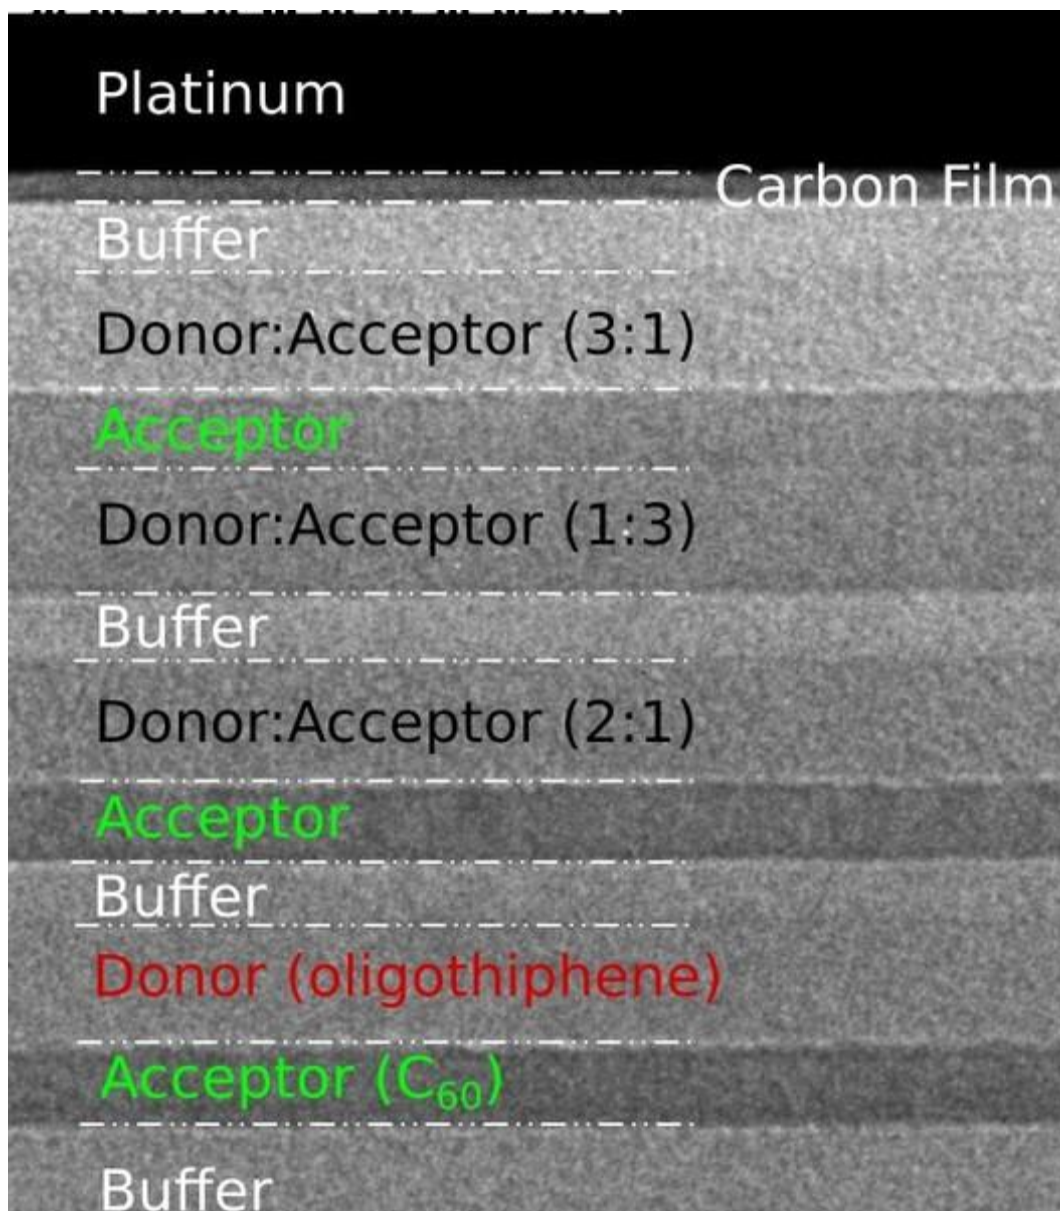 Platinum
Carbon Film
Buffer
Donor:Acceptor (3:1)
Acceptor
Donor:Acceptor (1:3)
Buffer
Donor:Acceptor (2:1)
Acceptor
Buffer
Donor (oligothiphene)
Acceptor (C₆₀)
Buffer